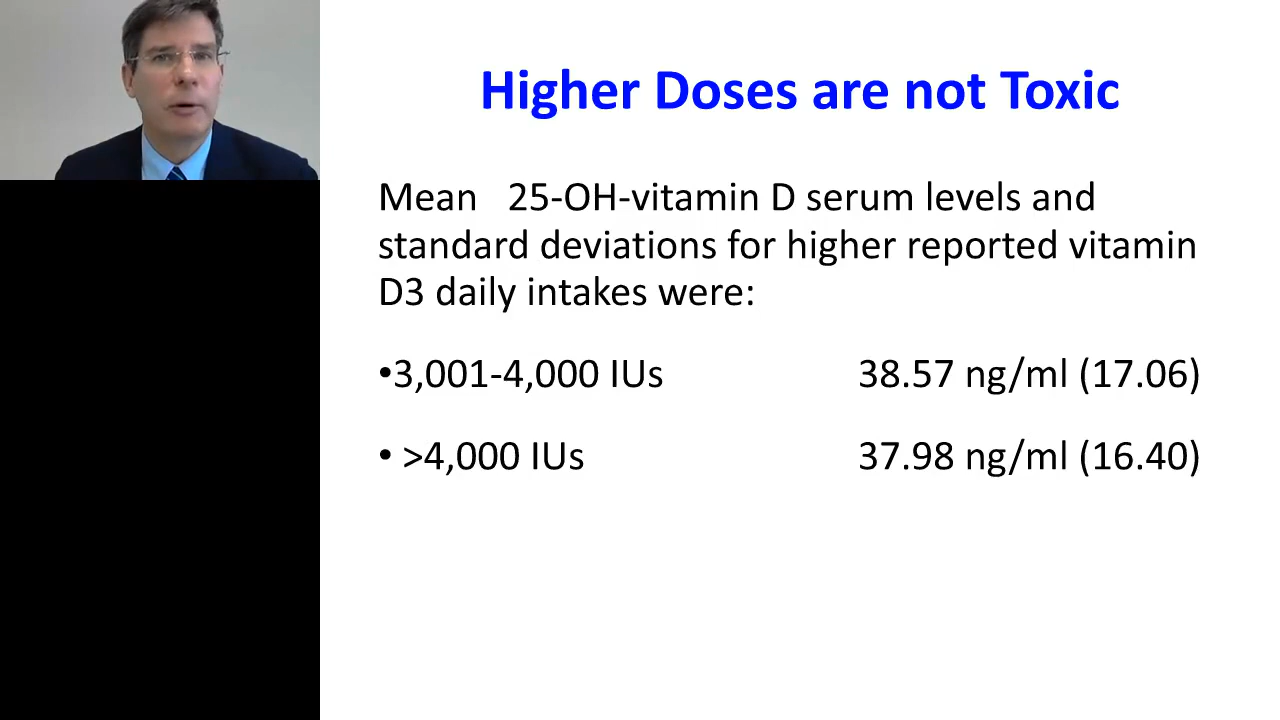 Higher Doses are not Toxic
Mean 25-OH-vitamin D serum levels and
standard deviations for higher reported vitamin
D3 daily intakes were:
•3,001-4,000 IUs 38.57 ng/ml (17.06)
• >4,000 IUs 37.98 ng/ml (16.40)